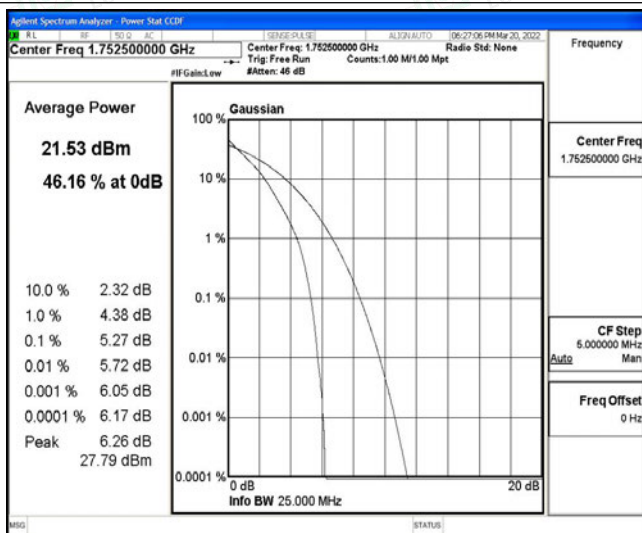 Agilent Spectrum Analyzer - Power Stat CCDF
RL RF 50 Ω AC SENSE:PULSE ALIGN AUTO 06:27:06 PM Mar 20, 2022
Center Freq 1.752500000 GHz
Center Freq: 1.752500000 GHz Radio Std: None
Trig: Free Run Counts:1.00 M/1.00 Mpt
#IFGain:Low #Atten: 46 dB
Frequency
Average Power
21.53 dBm
46.16 % at 0dB
10.0 % 2.32 dB
1.0 % 4.38 dB
0.1 % 5.27 dB
0.01 % 5.72 dB
0.001 % 6.05 dB
0.0001 % 6.17 dB
Peak 6.26 dB
27.79 dBm
Gaussian
100 %
10 %
1 %
0.1 %
0.01 %
0.001 %
0.0001 %
0 dB 20 dB
Info BW 25.000 MHz
Center Freq
1.752500000 GHz
CF Step
5.000000 MHz
Auto Man
Freq Offset
0 Hz
MSG STATUS